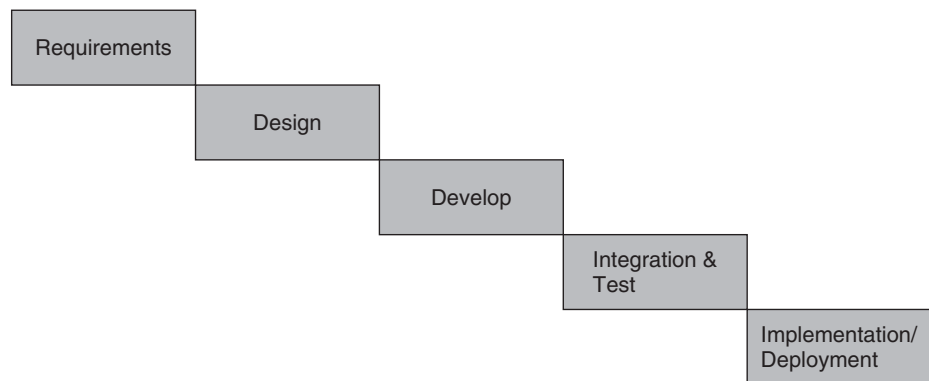 Requirements
Design
Develop
Integration &
Test
Implementation/
Deployment